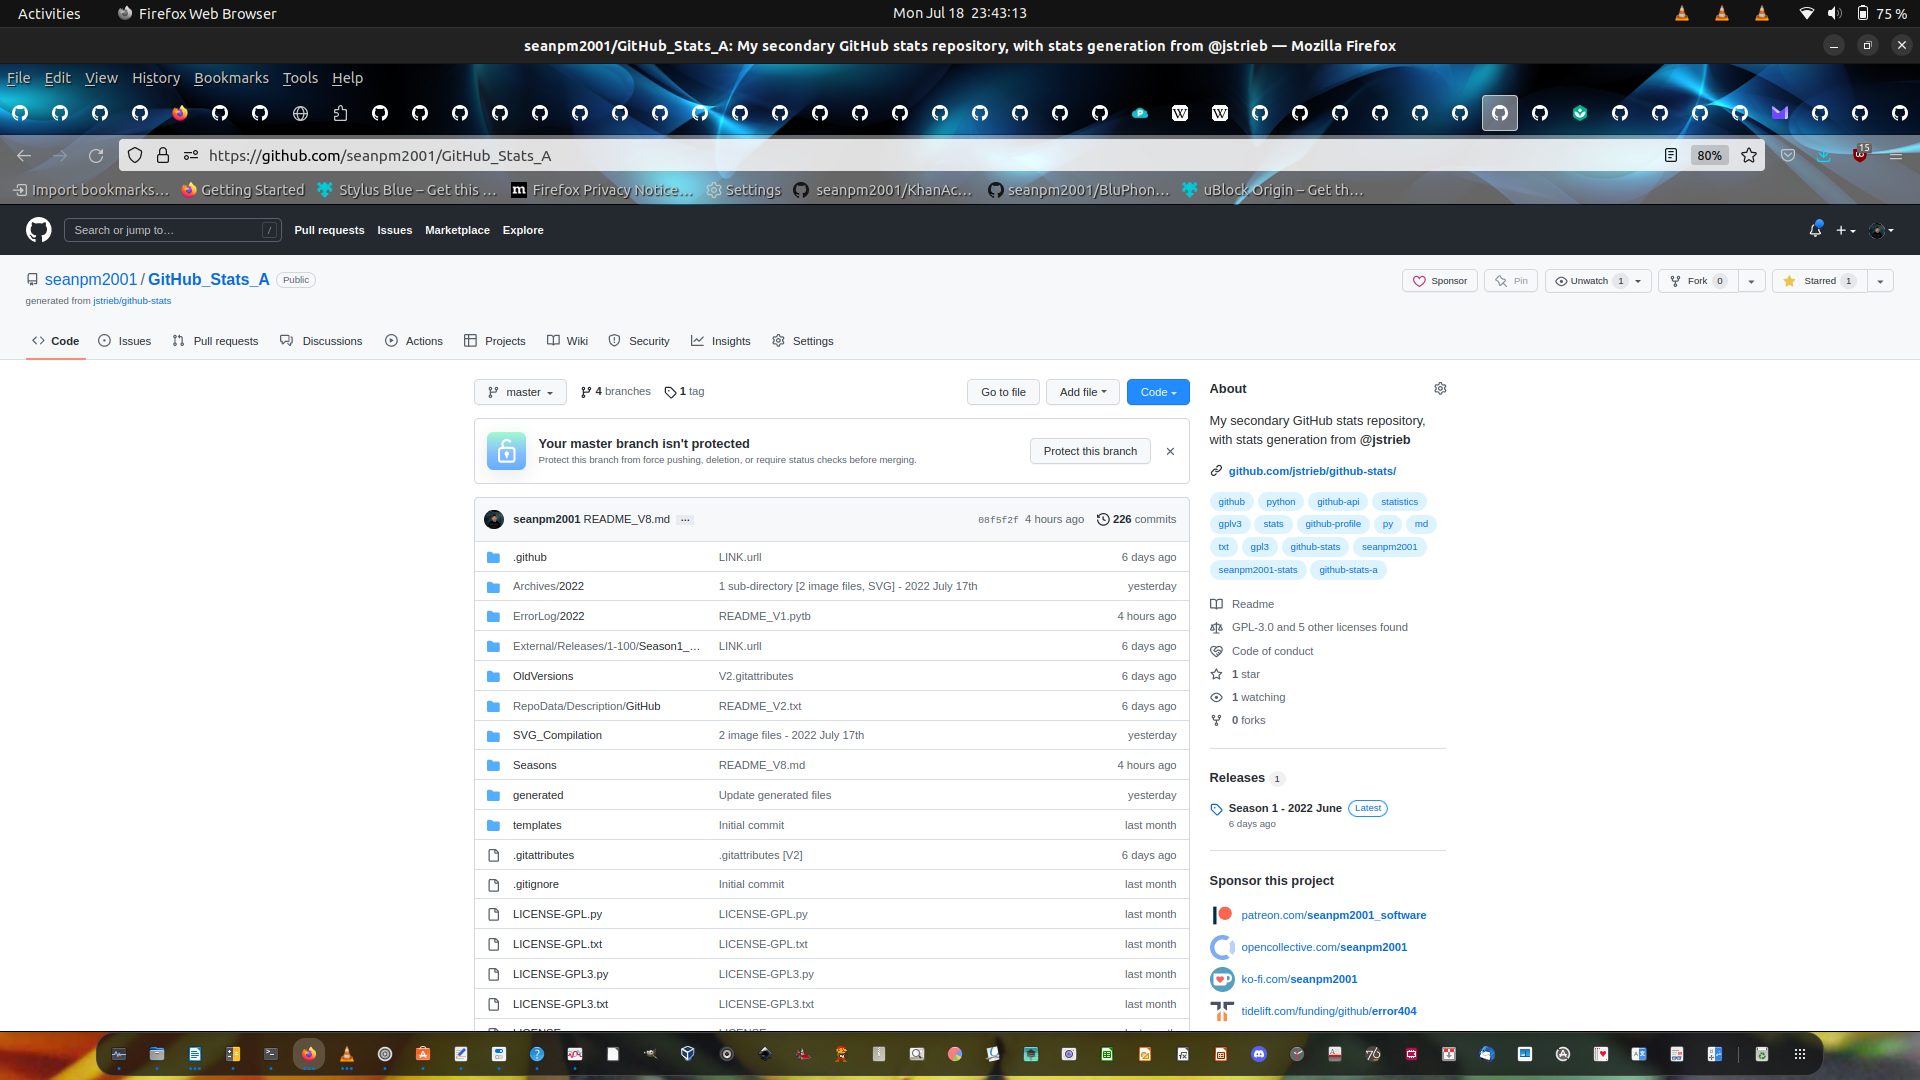 Activities
Firefox Web Browser
Mon Jul 18 23:43:13
75 %
seanpm2001/GitHub_Stats_A: My secondary GitHub stats repository, with stats generation from @jstrieb — Mozilla Firefox
File Edit View History Bookmarks Tools Help
https://github.com/seanpm2001/GitHub_Stats_A
80%
15
Import bookmarks…
Getting Started
Stylus Blue – Get this …
Firefox Privacy Notice…
Settings
seanpm2001/KhanAc…
seanpm2001/BluPhon…
uBlock Origin – Get th…
Search or jump to…
/
Pull requests Issues Marketplace Explore
seanpm2001 / GitHub_Stats_A Public
generated from jstrieb/github-stats
Sponsor
Pin
Unwatch 1
Fork 0
Starred 1
Code
Issues
Pull requests
Discussions
Actions
Projects
Wiki
Security
Insights
Settings
master
4 branches
1 tag
Go to file
Add file
Code
Your master branch isn't protected
Protect this branch from force pushing, deletion, or require status checks before merging.
Protect this branch
seanpm2001 README_V8.md ...
08f5f2f 4 hours ago
226 commits
.github LINK.urll 6 days ago
Archives/2022 1 sub-directory [2 image files, SVG] - 2022 July 17th yesterday
ErrorLog/2022 README_V1.pytb 4 hours ago
External/Releases/1-100/Season1_… LINK.urll 6 days ago
OldVersions V2.gitattributes 6 days ago
RepoData/Description/GitHub README_V2.txt 6 days ago
SVG_Compilation 2 image files - 2022 July 17th yesterday
Seasons README_V8.md 4 hours ago
generated Update generated files yesterday
templates Initial commit last month
.gitattributes .gitattributes [V2] 6 days ago
.gitignore Initial commit last month
LICENSE-GPL.py LICENSE-GPL.py last month
LICENSE-GPL.txt LICENSE-GPL.txt last month
LICENSE-GPL3.py LICENSE-GPL3.py last month
LICENSE-GPL3.txt LICENSE-GPL3.txt last month
About
My secondary GitHub stats repository,
with stats generation from @jstrieb
github.com/jstrieb/github-stats/
github python github-api statistics
gplv3 stats github-profile py md
txt gpl3 github-stats seanpm2001
seanpm2001-stats github-stats-a
Readme
GPL-3.0 and 5 other licenses found
Code of conduct
1 star
1 watching
0 forks
Releases 1
Season 1 - 2022 June Latest
6 days ago
Sponsor this project
patreon.com/seanpm2001_software
opencollective.com/seanpm2001
ko-fi.com/seanpm2001
tidelift.com/funding/github/error404